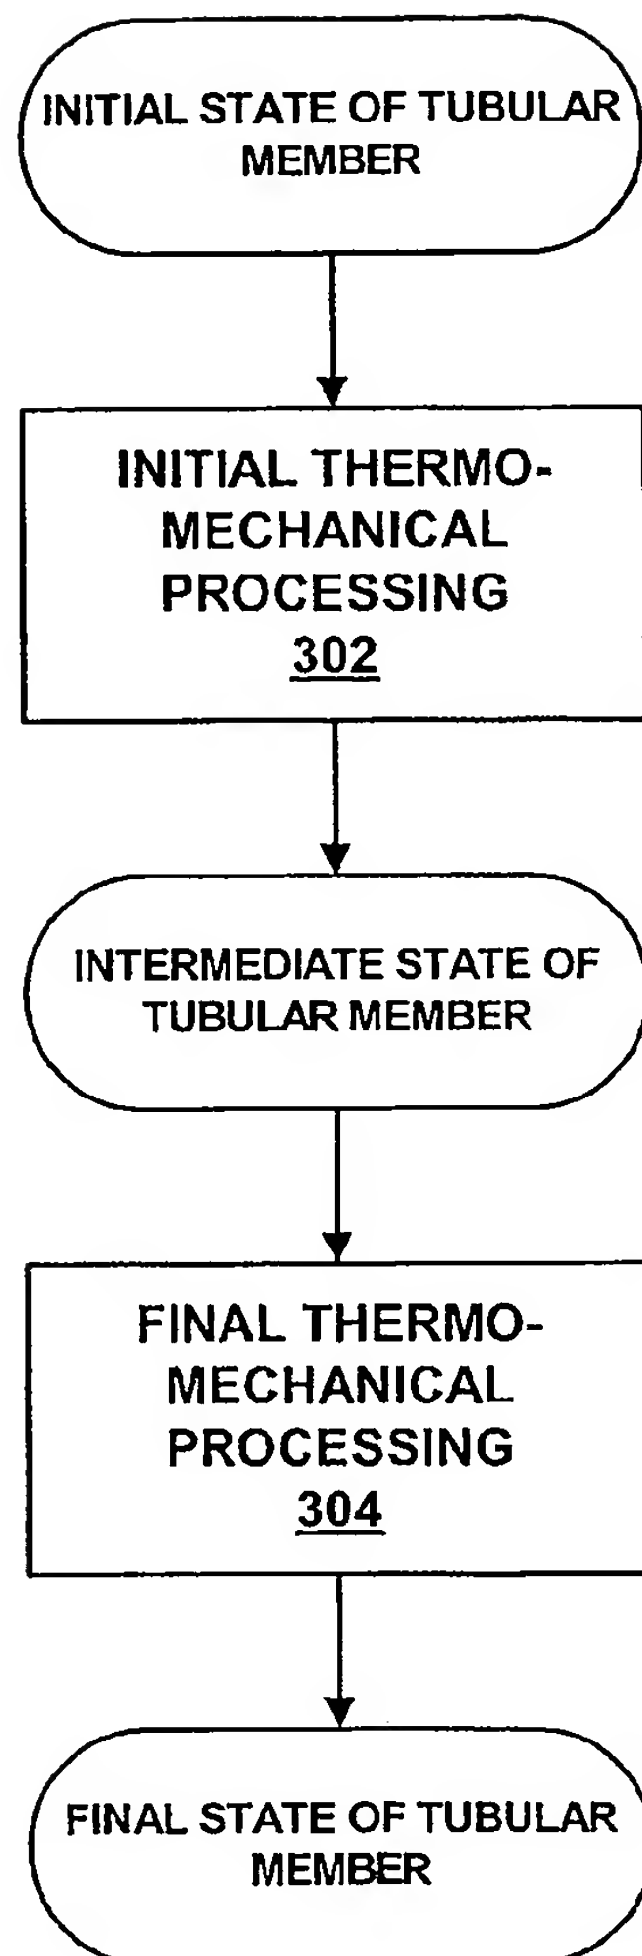 INITIAL STATE OF TUBULAR
MEMBER
INITIAL THERMO-
MECHANICAL
PROCESSING
302
INTERMEDIATE STATE OF
TUBULAR MEMBER
FINAL THERMO-
MECHANICAL
PROCESSING
304
FINAL STATE OF TUBULAR
MEMBER